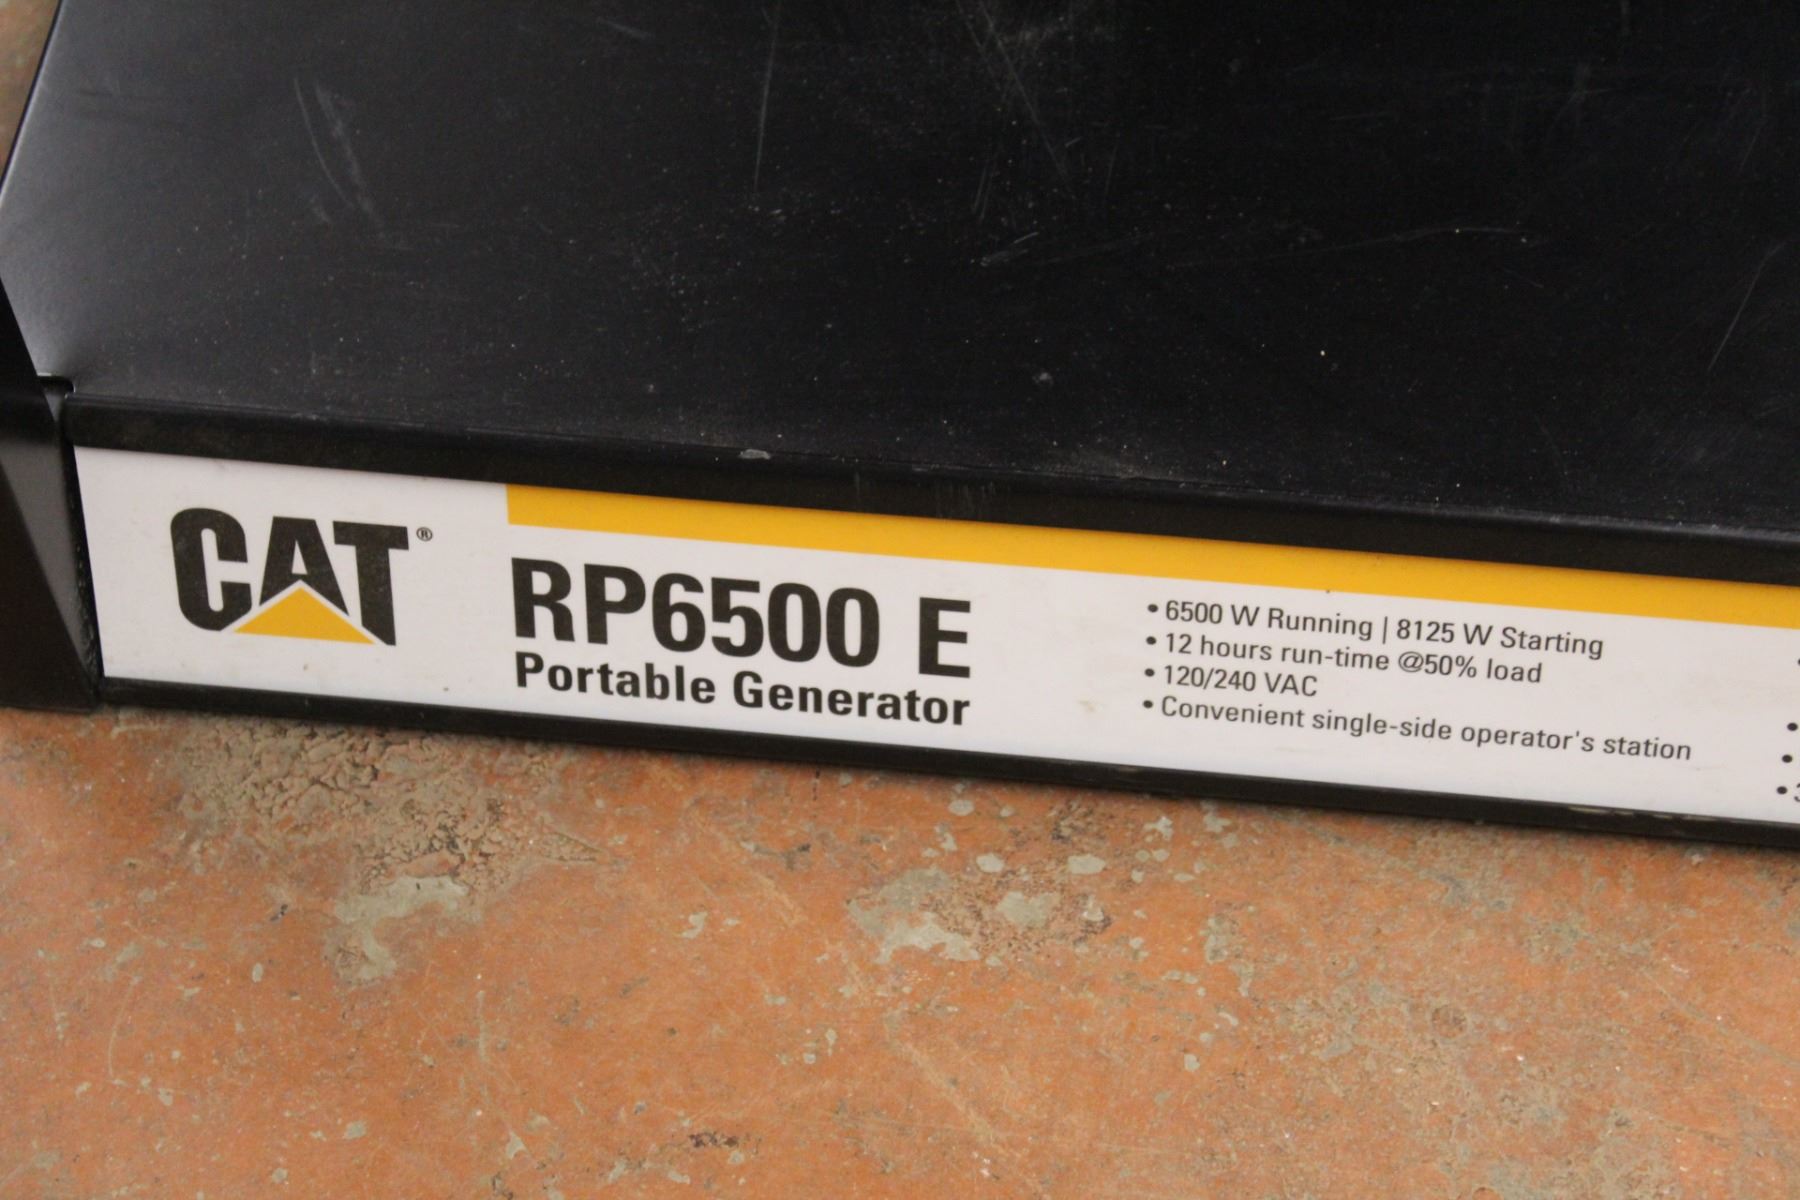 CAT®
RP6500 E
Portable Generator
• 6500 W Running | 8125 W Starting
• 12 hours run-time @50% load
• 120/240 VAC
• Convenient single-side operator's station